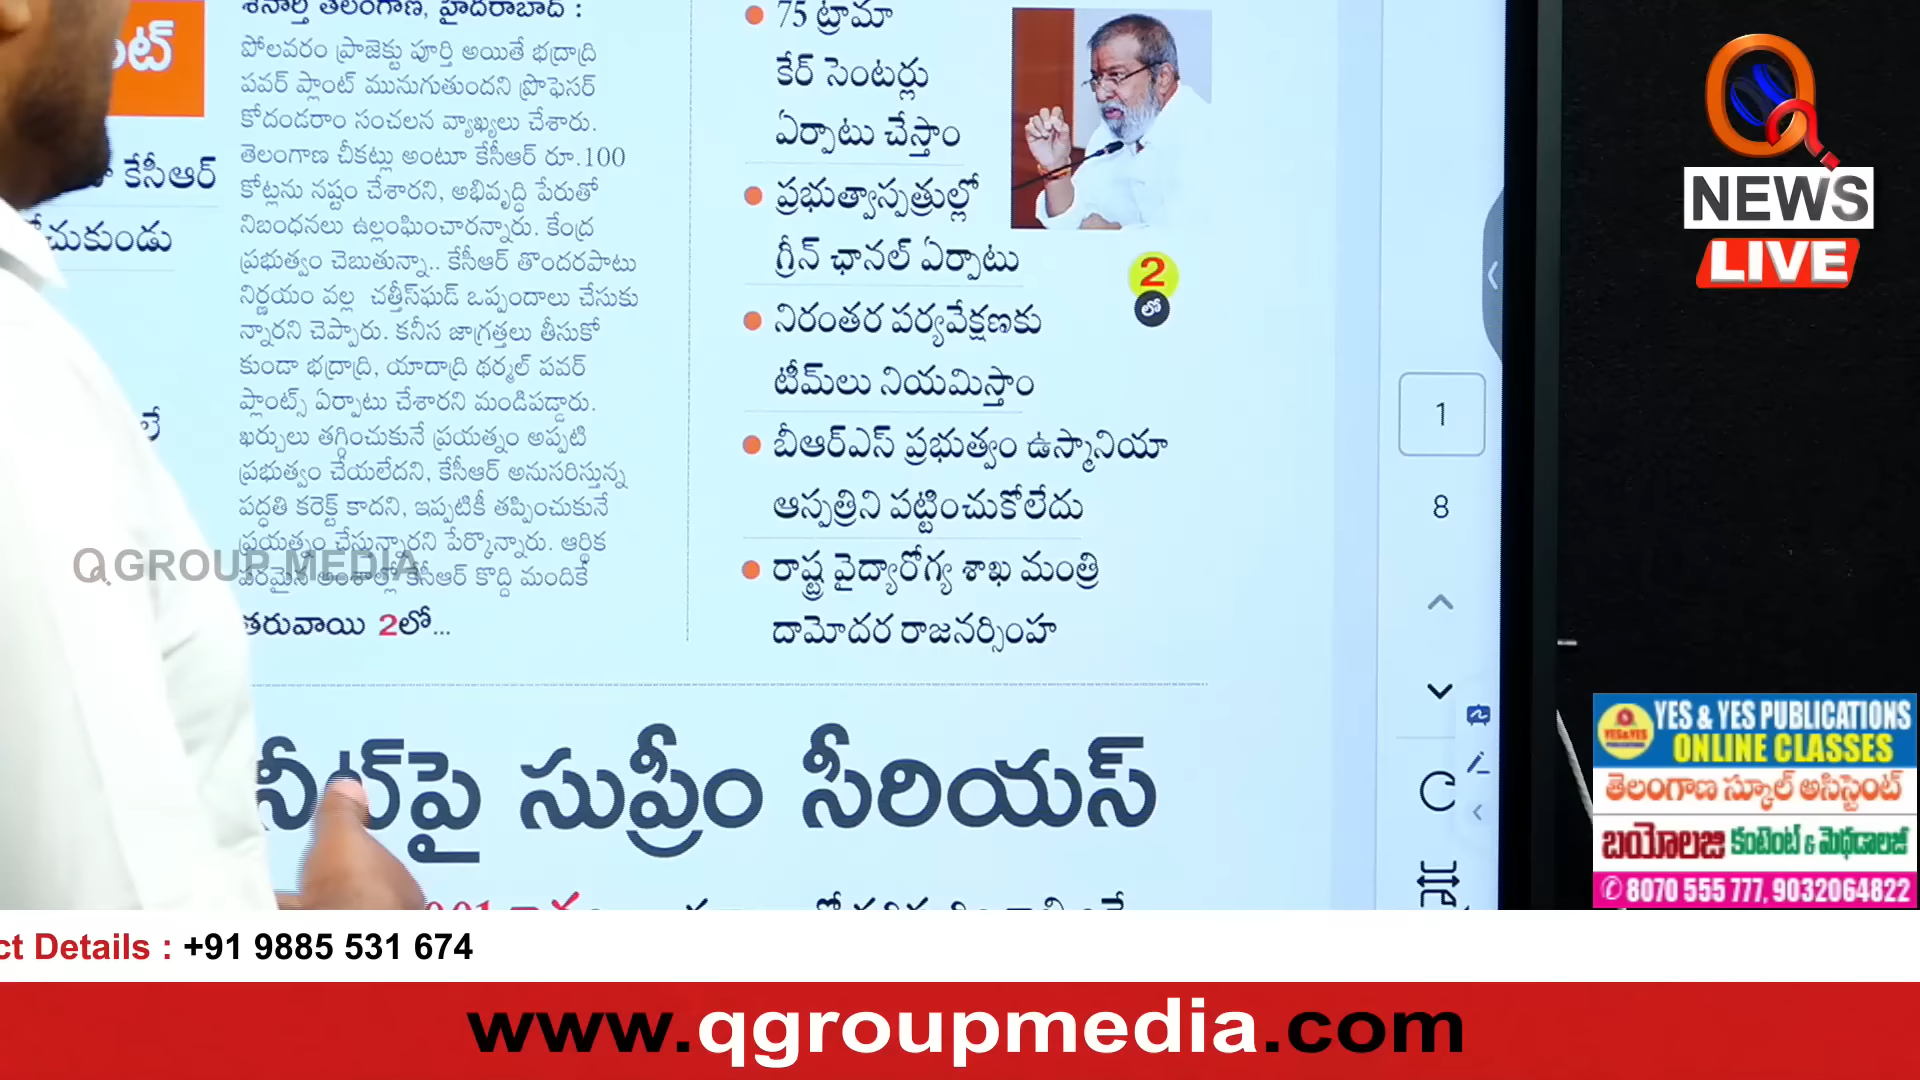 శనార్తి తెలంగాణ, హైదరాబాద్ :
పోలవరం ప్రాజెక్టు పూర్తి అయితే భద్రాద్రి
పవర్ ప్లాంట్ మునుగుతుందని ప్రొఫెసర్
కోదండరాం సంచలన వ్యాఖ్యలు చేశారు.
తెలంగాణ చీకట్లు అంటూ కేసీఆర్ రూ.100
కోట్లను నష్టం చేశారని, అభివృద్ధి పేరుతో
నిబంధనలు ఉల్లంఘించారన్నారు. కేంద్ర
ప్రభుత్వం చెబుతున్నా.. కేసీఆర్ తొందరపాటు
నిర్ణయం వల్ల చత్తీస్‌ఘడ్ ఒప్పందాలు చేసుకు
న్నారని చెప్పారు. కనీస జాగ్రత్తలు తీసుకో
కుండా భద్రాద్రి, యాదాద్రి థర్మల్ పవర్
ప్లాంట్స్ ఏర్పాటు చేశారని మండిపడ్డారు.
ఖర్చులు తగ్గించుకునే ప్రయత్నం అప్పటి
ప్రభుత్వం చేయలేదని, కేసీఆర్ అనుసరిస్తున్న
పద్ధతి కరెక్ట్ కాదని, ఇప్పటికీ తప్పించుకునే
ప్రయత్నం చేస్తున్నారని పేర్కొన్నారు. ఆర్థిక
పరమైన అంశాల్లో కేసీఆర్ కొద్ది మందికే
తరువాయి 2లో...
కేసీఆర్
75 ట్రామా
కేర్ సెంటర్లు
ఏర్పాటు చేస్తాం
ప్రభుత్వాస్పత్రుల్లో
గ్రీన్ ఛానల్ ఏర్పాటు
నిరంతర పర్యవేక్షణకు
టీమ్‌లు నియమిస్తాం
బీఆర్ఎస్ ప్రభుత్వం ఉస్మానియా
ఆస్పత్రిని పట్టించుకోలేదు
రాష్ట్ర వైద్యారోగ్య శాఖ మంత్రి
దామోదర రాజనర్సింహ
2
లో
నీట్‌పై సుప్రీం సీరియస్
1
8
Q GROUP MEDIA
Q
NEWS
LIVE
YES & YES PUBLICATIONS
ONLINE CLASSES
తెలంగాణ స్కూల్ అసిస్టెంట్
బయోలజి కంటెంట్ & మెథడాలజీ
8070 555 777, 9032064822
Details : +91 9885 531 674
www.qgroupmedia.com